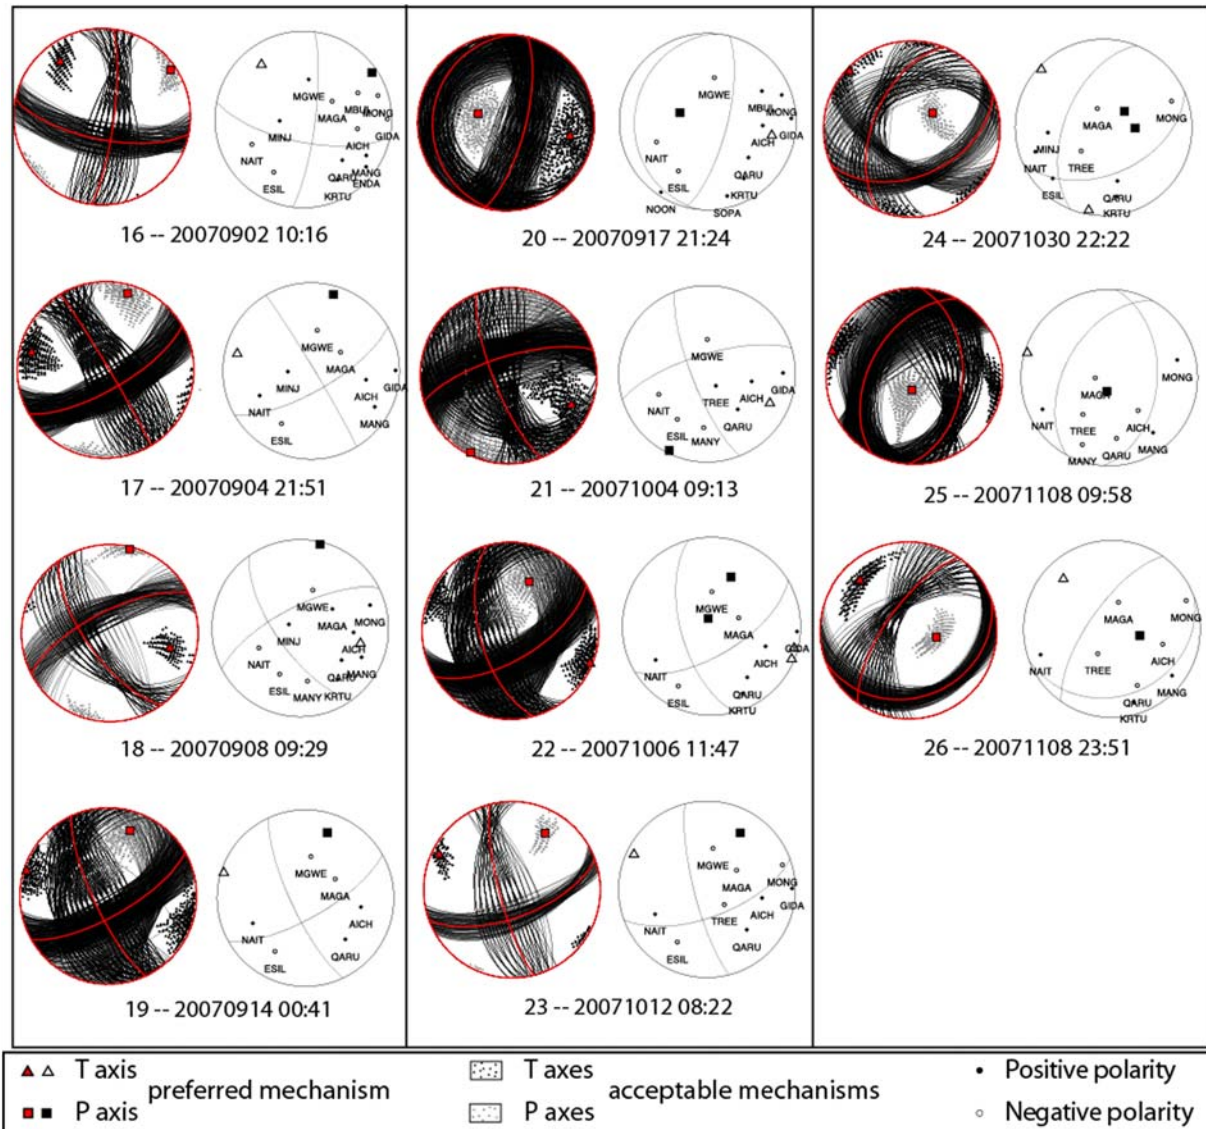 MGWE
MAGA
MBUL
MONG
MINJ
GIDA
AICH
NAIT
QARU
MANG
ENDA
ESIL
KRTU
16 -- 20070902 10:16
MGWE
MAGA
MINJ
GIDA
AICH
NAIT
MANG
ESIL
17 -- 20070904 21:51
MGWE
MAGA
MONG
MINJ
AICH
NAIT
QARU
MANG
ESIL
MANY
KRTU
18 -- 20070908 09:29
MGWE
MAGA
AICH
NAIT
QARU
ESIL
19 -- 20070914 00:41
MGWE
MBUL
MONG
GIDA
AICH
NAIT
QARU
ESIL
KRTU
NOON
SOPA
20 -- 20070917 21:24
MGWE
GIDA
TREE
AICH
NAIT
QARU
ESIL
MANY
21 -- 20071004 09:13
MGWE
MAGA
GIDA
AICH
NAIT
QARU
ESIL
KRTU
22 -- 20071006 11:47
MGWE
MAGA
MONG
GIDA
TREE
AICH
NAIT
QARU
ESIL
23 -- 20071012 08:22
MAGA
MONG
MINJ
NAIT
TREE
ESIL
QARU
KRTU
24 -- 20071030 22:22
MONG
MAGA
NAIT
TREE
AICH
MANY
QARU
MANG
25 -- 20071108 09:58
MAGA
MONG
NAIT
TREE
AICH
MANG
QARU
KRTU
26 -- 20071108 23:51
T axis
P axis
preferred mechanism
T axes
P axes
acceptable mechanisms
Positive polarity
Negative polarity